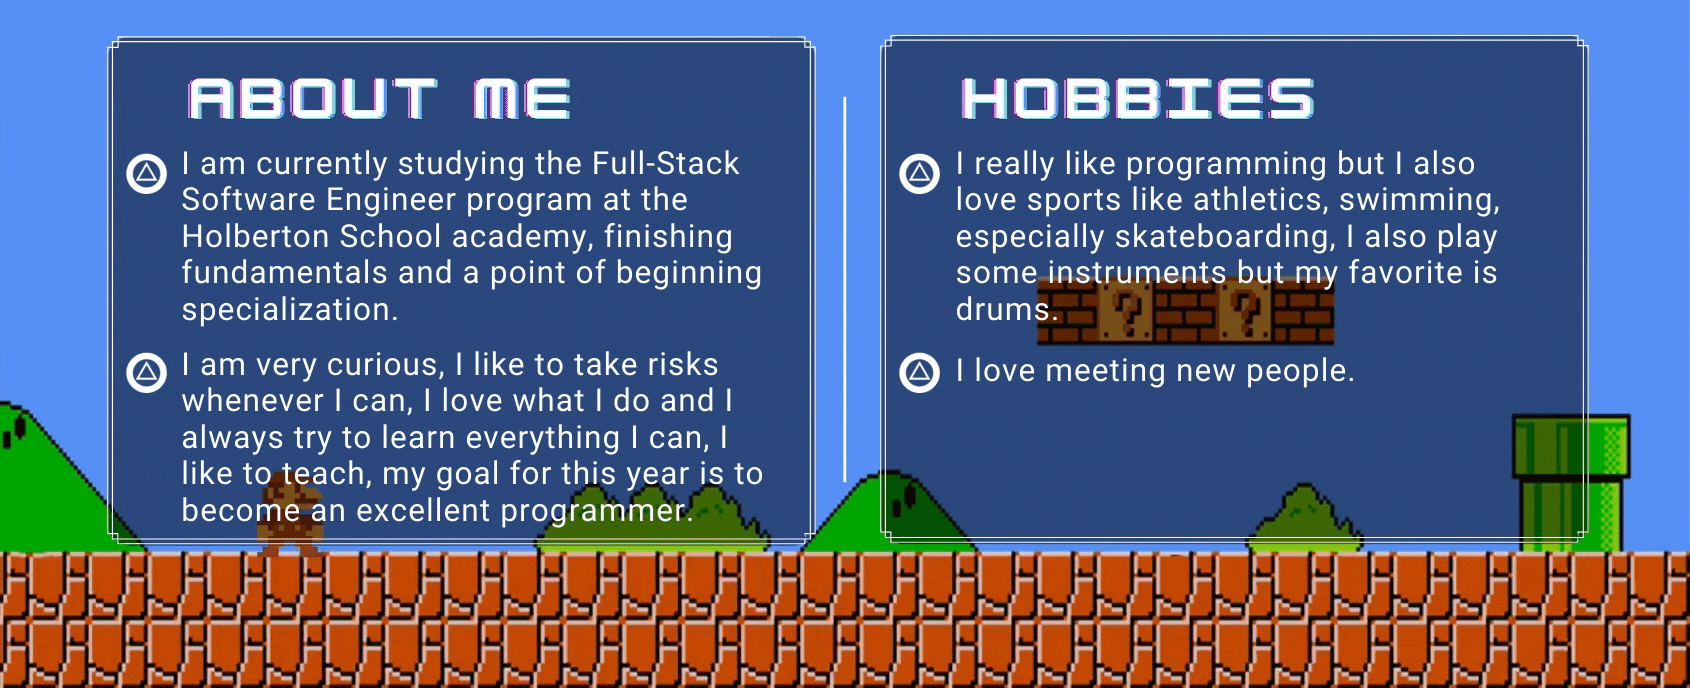 ABOUT ME
I am currently studying the Full-Stack
Software Engineer program at the
Holberton School academy, finishing
fundamentals and a point of beginning
specialization.
I am very curious, I like to take risks
whenever I can, I love what I do and I
always try to learn everything I can, I
like to teach, my goal for this year is to
become an excellent programmer.
HOBBIES
I really like programming but I also
love sports like athletics, swimming,
especially skateboarding, I also play
some instruments but my favorite is
drums.
? ?
I love meeting new people.